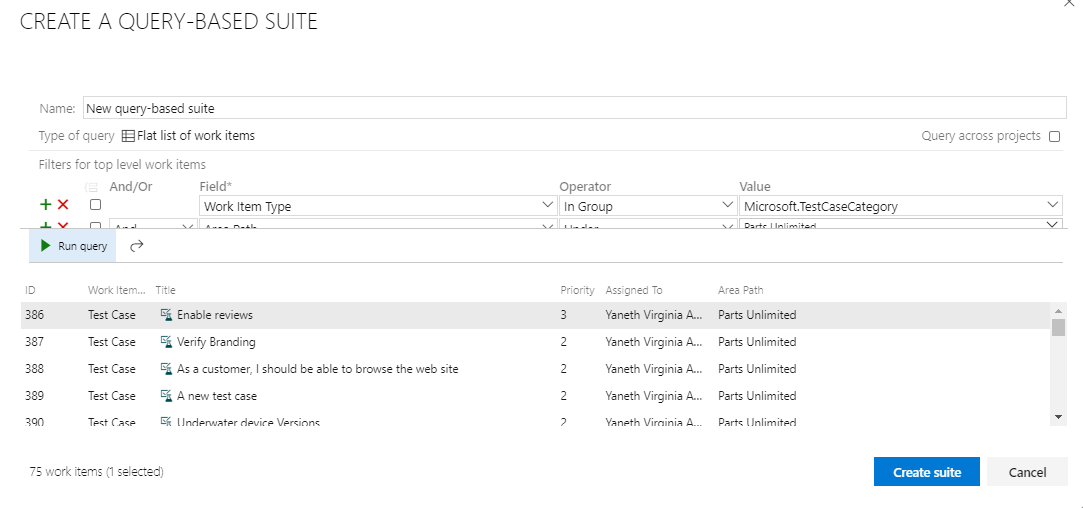 CREATE A QUERY-BASED SUITE
Name: New query-based suite
Type of query Flat list of work items Query across projects
Filters for top level work items
And/Or Field* Operator Value
Work Item Type In Group Microsoft.TestCaseCategory
And Area Path Under Parts Unlimited
Run query
ID Work Item... Title Priority Assigned To Area Path
386 Test Case Enable reviews 3 Yaneth Virginia A... Parts Unlimited
387 Test Case Verify Branding 2 Yaneth Virginia A... Parts Unlimited
388 Test Case As a customer, I should be able to browse the web site 2 Yaneth Virginia A... Parts Unlimited
389 Test Case A new test case 2 Yaneth Virginia A... Parts Unlimited
390 Test Case Underwater device Versions 2 Yaneth Virginia A... Parts Unlimited
75 work items (1 selected)
Create suite Cancel